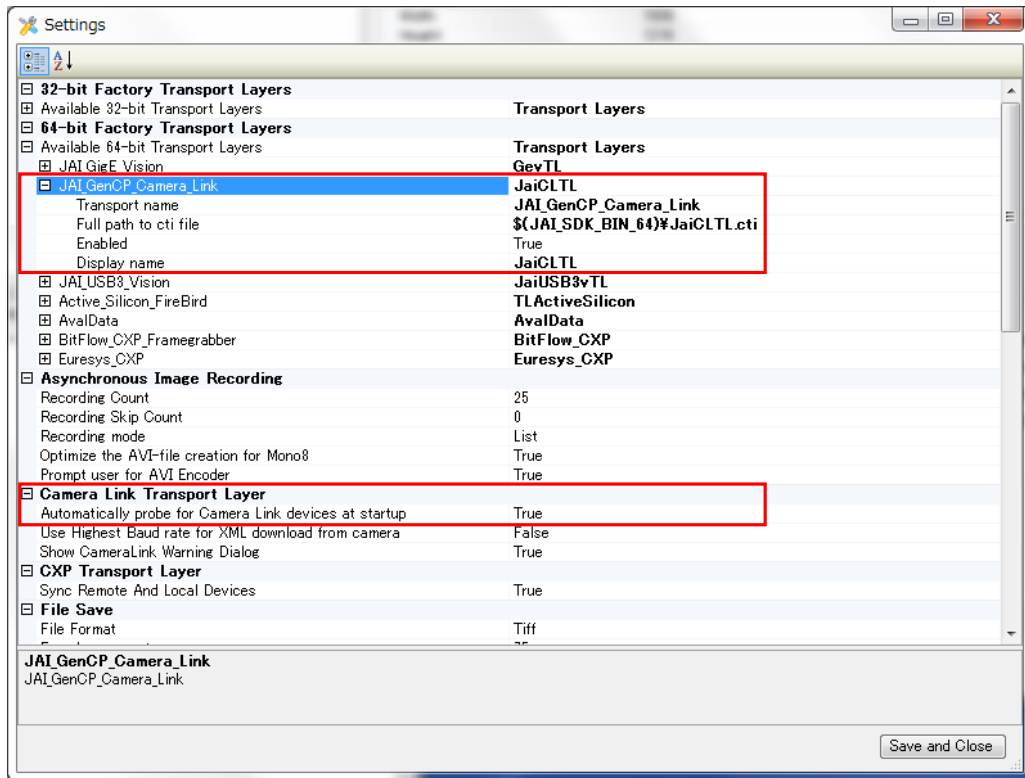 Settings
32-bit Factory Transport Layers
Available 32-bit Transport Layers Transport Layers
64-bit Factory Transport Layers
Available 64-bit Transport Layers Transport Layers
JAI_GigE_Vision GevTL
JAI_GenCP_Camera_Link JaiCLTL
Transport name JAI_GenCP_Camera_Link
Full path to cti file $(JAI_SDK_BIN_64)¥JaiCLTL.cti
Enabled True
Display name JaiCLTL
JAI_USB3_Vision JaiUSB3vTL
Active_Silicon_FireBird TLActiveSilicon
AvalData AvalData
BitFlow_CXP_Framegrabber BitFlow_CXP
Euresys_CXP Euresys_CXP
Asynchronous Image Recording
Recording Count 25
Recording Skip Count 0
Recording mode List
Optimize the AVI-file creation for Mono8 True
Prompt user for AVI Encoder True
Camera Link Transport Layer
Automatically probe for Camera Link devices at startup True
Use Highest Baud rate for XML download from camera False
Show CameraLink Warning Dialog True
CXP Transport Layer
Sync Remote And Local Devices True
File Save
File Format Tiff
JAI_GenCP_Camera_Link
JAI_GenCP_Camera_Link
Save and Close